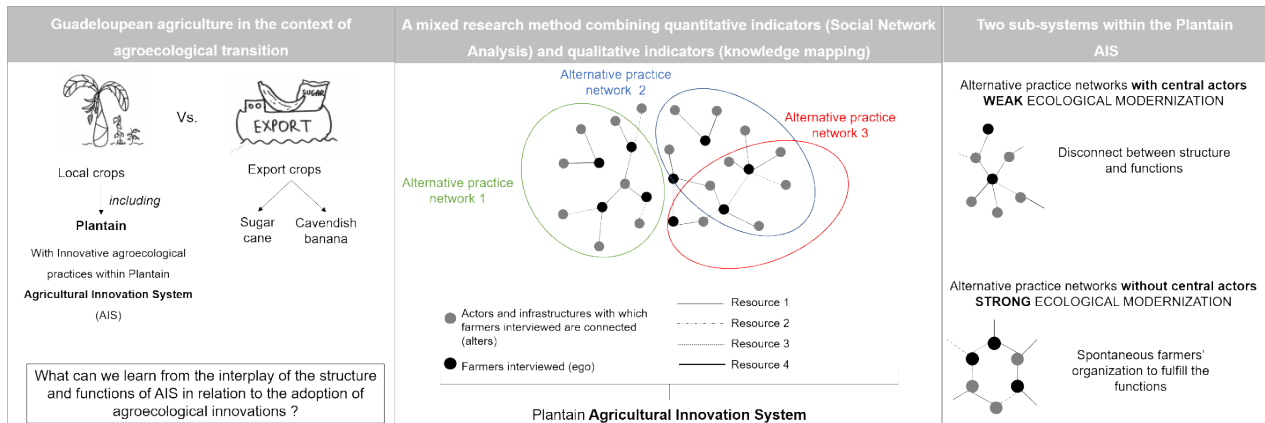 Guadeloupean agriculture in the context of
agroecological transition
Vs.
SUGAR
EXPORT
Local crops
including
Plantain
With Innovative agroecological
practices within Plantain
Agricultural Innovation System
(AIS)
Export crops
Sugar
cane
Cavendish
banana
What can we learn from the interplay of the structure
and functions of AIS in relation to the adoption of
agroecological innovations ?
A mixed research method combining quantitative indicators (Social Network
Analysis) and qualitative indicators (knowledge mapping)
Alternative practice
network 2
Alternative practice
network 3
Alternative practice
network 1
Actors and infrastructures with which
farmers interviewed are connected
(alters)
Farmers interviewed (ego)
Resource 1
Resource 2
Resource 3
Resource 4
Plantain Agricultural Innovation System
Two sub-systems within the Plantain
AIS
Alternative practice networks with central actors
WEAK ECOLOGICAL MODERNIZATION
Disconnect between structure
and functions
Alternative practice networks without central actors
STRONG ECOLOGICAL MODERNIZATION
Spontaneous farmers'
organization to fulfill the
functions